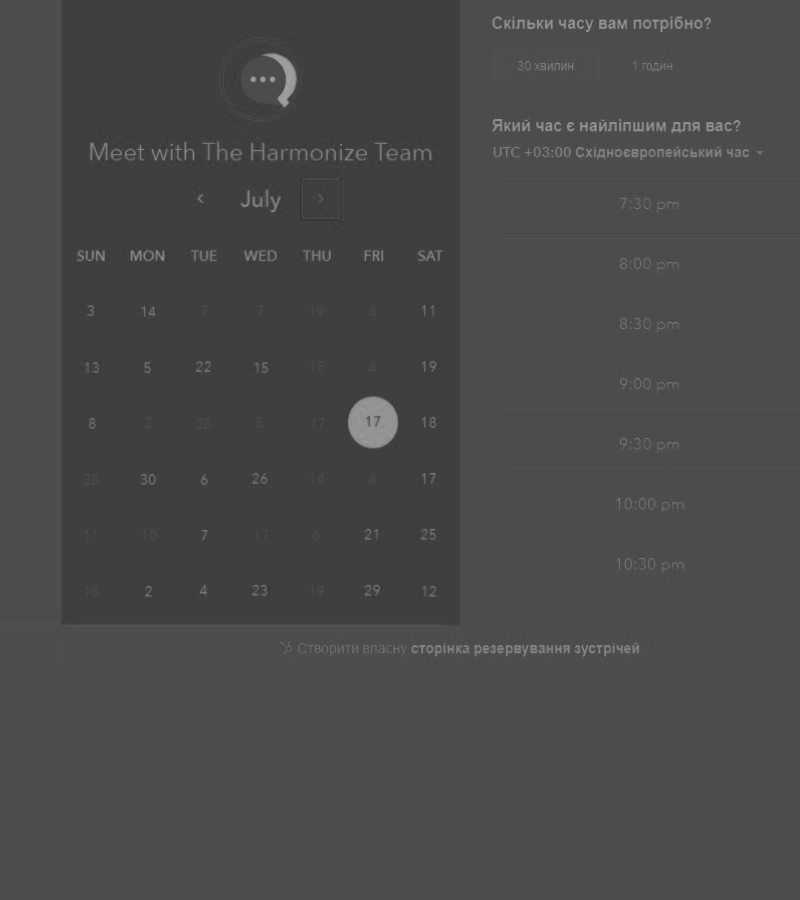 Meet with The Harmonize Team
July
SUN MON TUE WED THU FRI SAT
3 14 7 7 19 11
13 5 22 15 15 4 19
8 2 5 17 17 18
30 6 26 14 4 17
11 10 7 17 6 21 25
18 2 4 23 19 29 12
Скільки часу вам потрібно?
30 хвилин 1 годин
Який час є найліпшим для вас?
UTC +03:00 Східноєвропейський час
7:30 pm
8:00 pm
8:30 pm
9:00 pm
9:30 pm
10:00 pm
10:30 pm
Створити власну сторінка резервування зустрічей